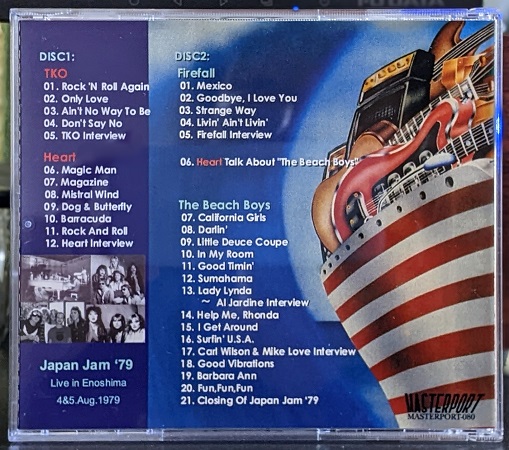 DISC1:
TKO
01. Rock 'N Roll Again
02. Only Love
03. Ain't No Way To Be
04. Don't Say No
05. TKO Interview
Heart
06. Magic Man
07. Magazine
08. Mistral Wind
09. Dog & Butterfly
10. Barracuda
11. Rock And Roll
12. Heart Interview
Japan Jam '79
Live in Enoshima
4&5.Aug.1979
DISC2:
Firefall
01. Mexico
02. Goodbye, I Love You
03. Strange Way
04. Livin' Ain't Livin'
05. Firefall Interview
06. Heart Talk About "The Beach Boys"
The Beach Boys
07. California Girls
08. Darlin'
09. Little Deuce Coupe
10. In My Room
11. Good Timin'
12. Sumahama
13. Lady Lynda
～ Al Jardine Interview
14. Help Me, Rhonda
15. I Get Around
16. Surfin' U.S.A.
17. Carl Wilson & Mike Love Interview
18. Good Vibrations
19. Barbara Ann
20. Fun,Fun,Fun
21. Closing Of Japan Jam '79
MASTERPORT
MASTERPORT-080